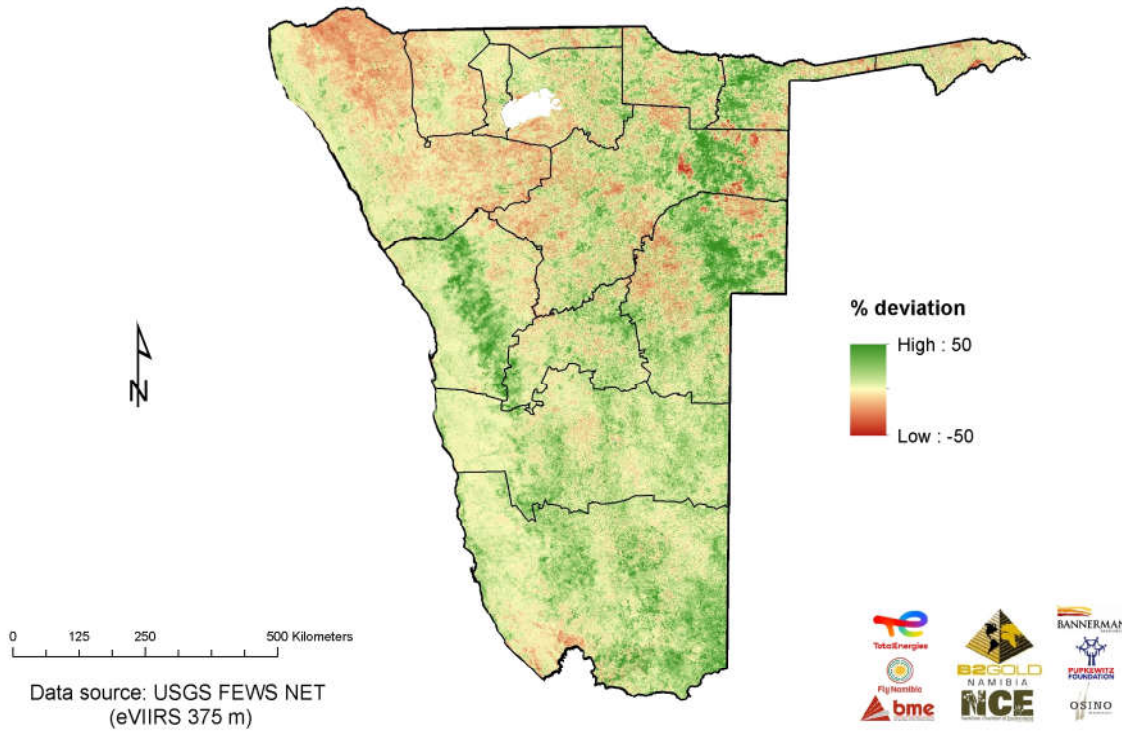 % deviation
High : 50
Low : -50
N
0 125 250 500 Kilometers
Data source: USGS FEWS NET
(eVIIRS 375 m)
TotalEnergies
FlyNamibia
bme
B2GOLD
NAMIBIA
NCE
BANNERMAN
PUPKEWITZ
FOUNDATION
OSINO